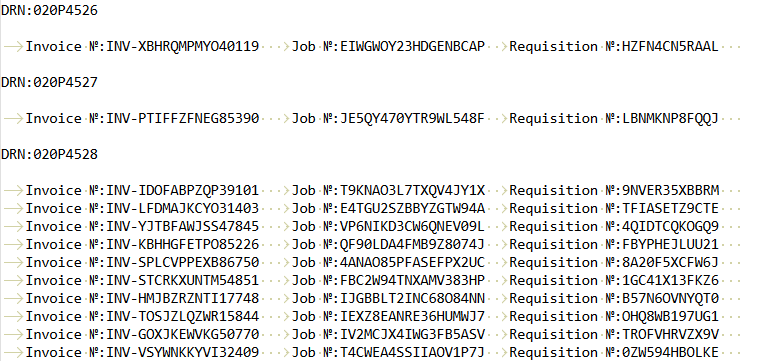 DRN:020P4526
Invoice №:INV-XBHRQMPMYO40119 Job №:EIWGWOY23HDGENBCAP Requisition №:HZFN4CN5RAAL
DRN:020P4527
Invoice №:INV-PTIFFZFNEG85390 Job №:JE5QY470YTR9WL548F Requisition №:LBNMKNP8FQQJ
DRN:020P4528
Invoice №:INV-IDOFABPZQP39101 Job №:T9KNAO3L7TXQV4JY1X Requisition №:9NVER35XBBRM
Invoice №:INV-LFDMAJKCYO31403 Job №:E4TGU2SZBBYZGTW94A Requisition №:TFIASETZ9CTE
Invoice №:INV-YJTBFAWJSS47845 Job №:VP6NIKD3CW6QNEV09L Requisition №:4QIDTCQKOGQ9
Invoice №:INV-KBHHGFETPO85226 Job №:QF90LDA4FMB9Z8074J Requisition №:FBYPHEJLUU21
Invoice №:INV-SPLCVPPEXB86750 Job №:4ANAO85PFASEFPX2UC Requisition №:8A20F5XCFW6J
Invoice №:INV-STCRKXUNTM54851 Job №:FBC2W94TNXAMV383HP Requisition №:1GC41X13FKZ6
Invoice №:INV-HMJBZRZNTI17748 Job №:IJGBBLT2INC68O84NN Requisition №:B57N6OVNYQT0
Invoice №:INV-TOSJZLQZWR15844 Job №:IEXZ8EANRE36HUMWJ7 Requisition №:OHQ8WB197UG1
Invoice №:INV-GOXJKEWVKG50770 Job №:IV2MCJX4IWG3FB5ASV Requisition №:TROFVHRVZX9V
Invoice №:INV-VSYWNKKYVI32409 Job №:T4CWEA4SSIIAOV1P7J Requisition №:0ZW594HBOLKE